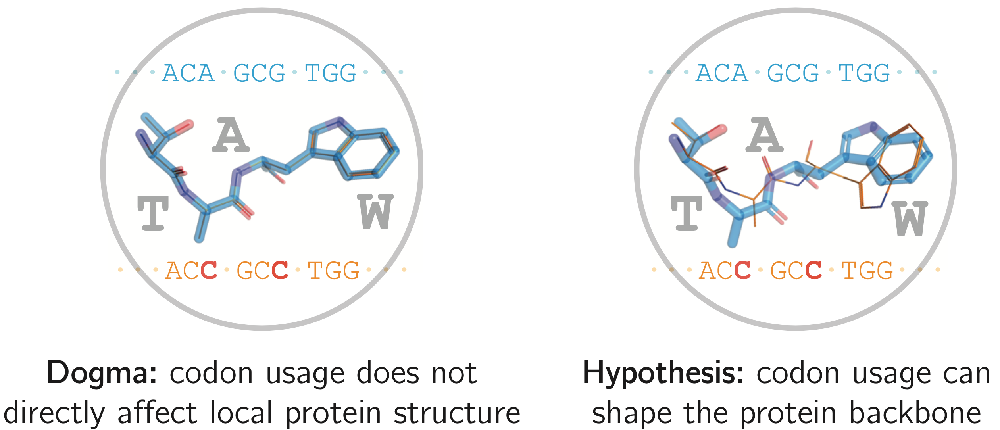 · · · ACA · GCG · TGG · · ·
· · · ACA · GCG · TGG · · ·
A
A
T
W
T
W
· · · ACC · GCC · TGG · · ·
· · · ACC · GCC · TGG · · ·
Dogma: codon usage does not
directly affect local protein structure
Hypothesis: codon usage can
shape the protein backbone